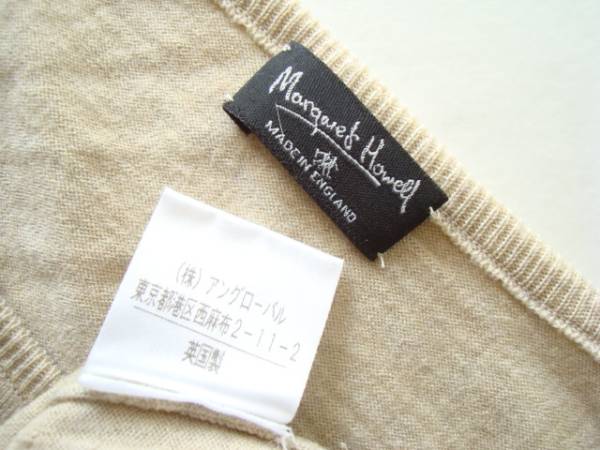 Margaret Howell
MADE IN ENGLAND
(株)アングローバル
東京都港区西麻布2-11-2
英国製